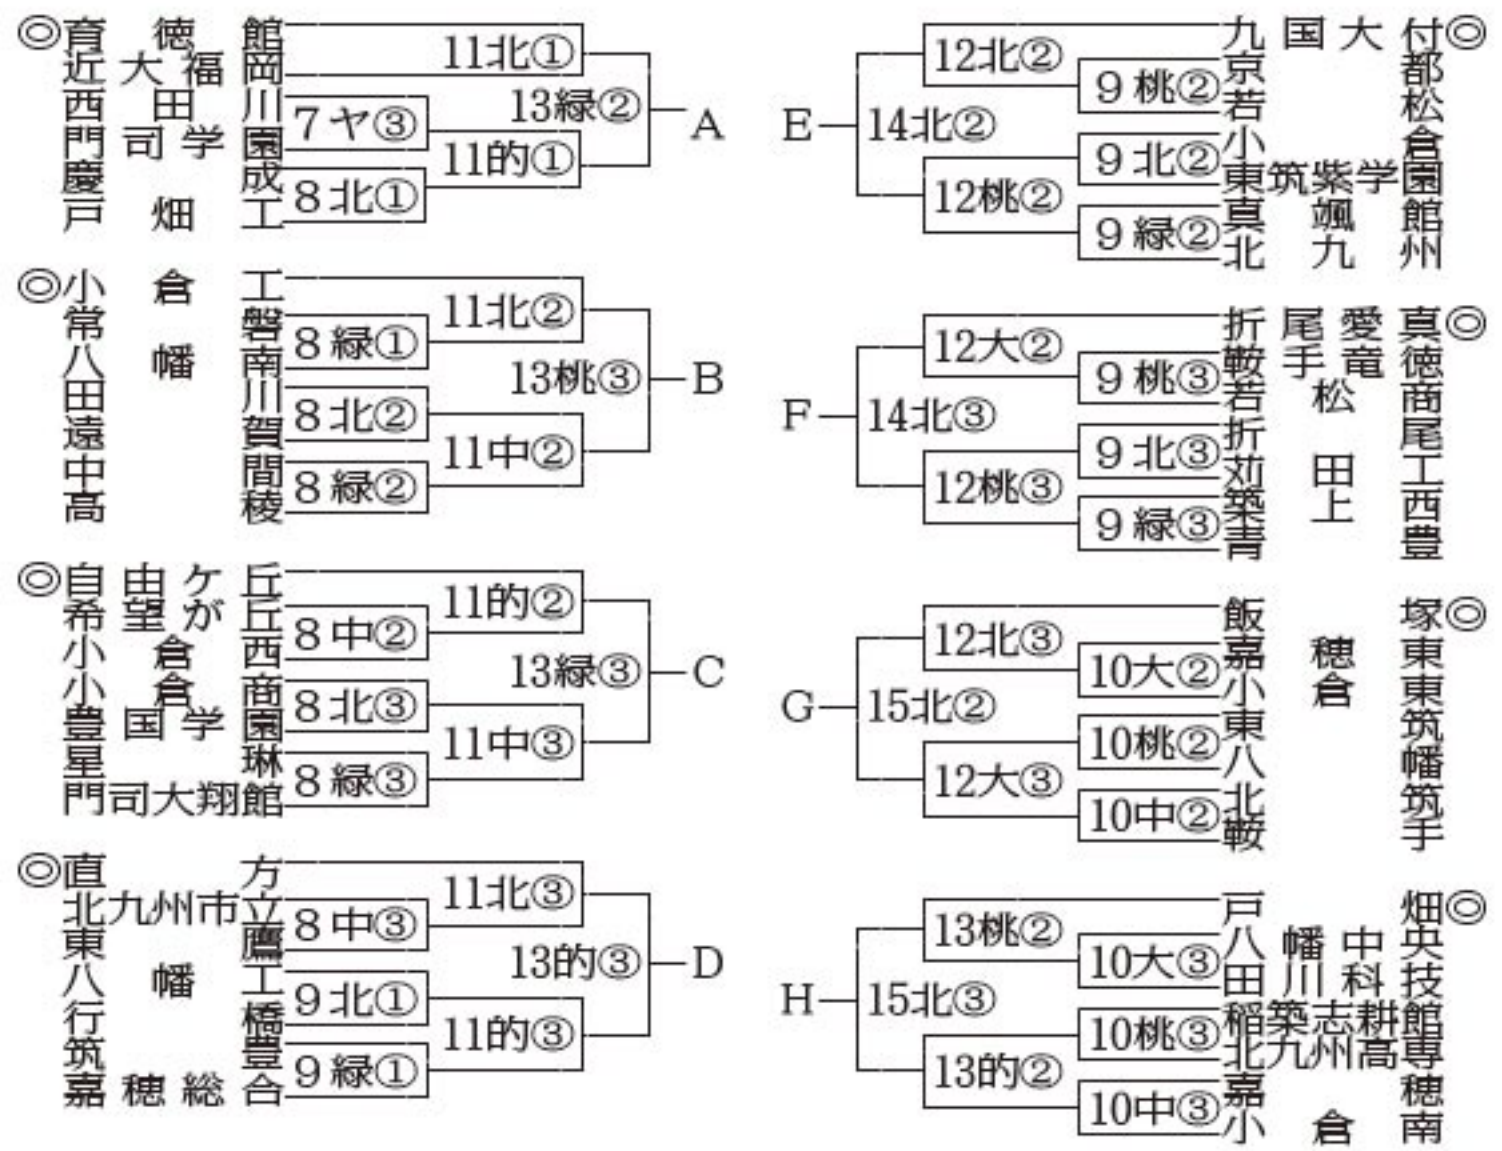 ◎育徳館
近大福岡
西田川
門司学園
慶成
戸畑工
11北①
7ヤ③
8北①
11的①
13緑②
A
◎小倉工
常磐
八幡南
田川
遠賀
中間
高稜
11北②
8緑①
8北②
8緑②
11中②
13桃③
B
◎自由ケ丘
希望が丘
小倉西
小倉商
豊国学園
星琳
門司大翔館
11的②
8中②
8北③
8緑③
11中③
13緑③
C
◎直方
北九州市立
東鷹
八幡工
行橋
筑豊
嘉穂総合
11北③
8中③
9北①
9緑①
11的③
13的③
D
九国大付◎
京都
若松
小倉
東筑紫学園
真颯館
北九州
12北②
9桃②
9北②
9緑②
12桃②
14北②
E
折尾愛真◎
鞍手竜徳
若松商
折尾
苅田工
築上西
青豊
12大②
9桃③
9北③
9緑③
12桃③
14北③
F
飯塚◎
嘉穂東
小倉東
東筑
八幡
北筑
鞍手
12北③
10大②
10桃②
10中②
12大③
15北②
G
戸畑◎
八幡中央
田川科技
稲築志耕館
北九州高専
嘉穂
小倉南
13桃②
10大③
10桃③
10中③
13的②
15北③
H